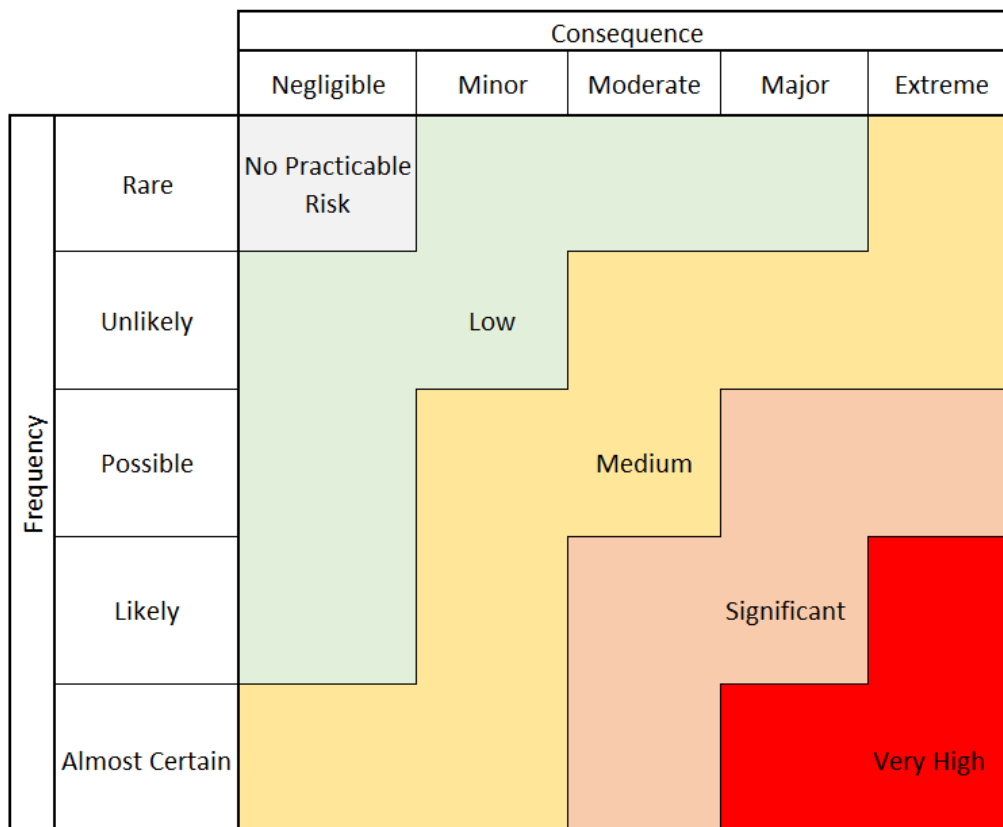 Consequence
Negligible
Minor
Moderate
Major
Extreme
Frequency
Rare
No Practicable
Risk
Unlikely
Low
Possible
Medium
Likely
Significant
Almost Certain
Very High